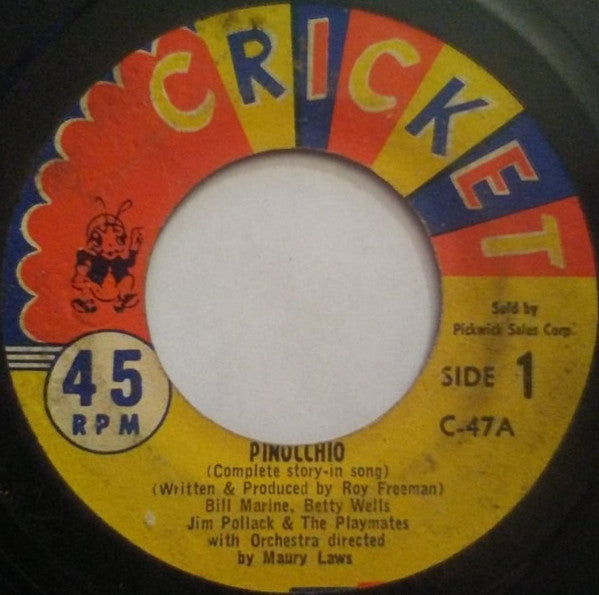 CRICKET
Sold by
Pickwick Sales Corp.
SIDE 1
C-47A
45
RPM
PINOCCHIO
(Complete story-in song)
(Written & Produced by Roy Freeman)
Bill Marine, Betty Wells
Jim Pollack & The Playmates
with Orchestra directed
by Maury Laws